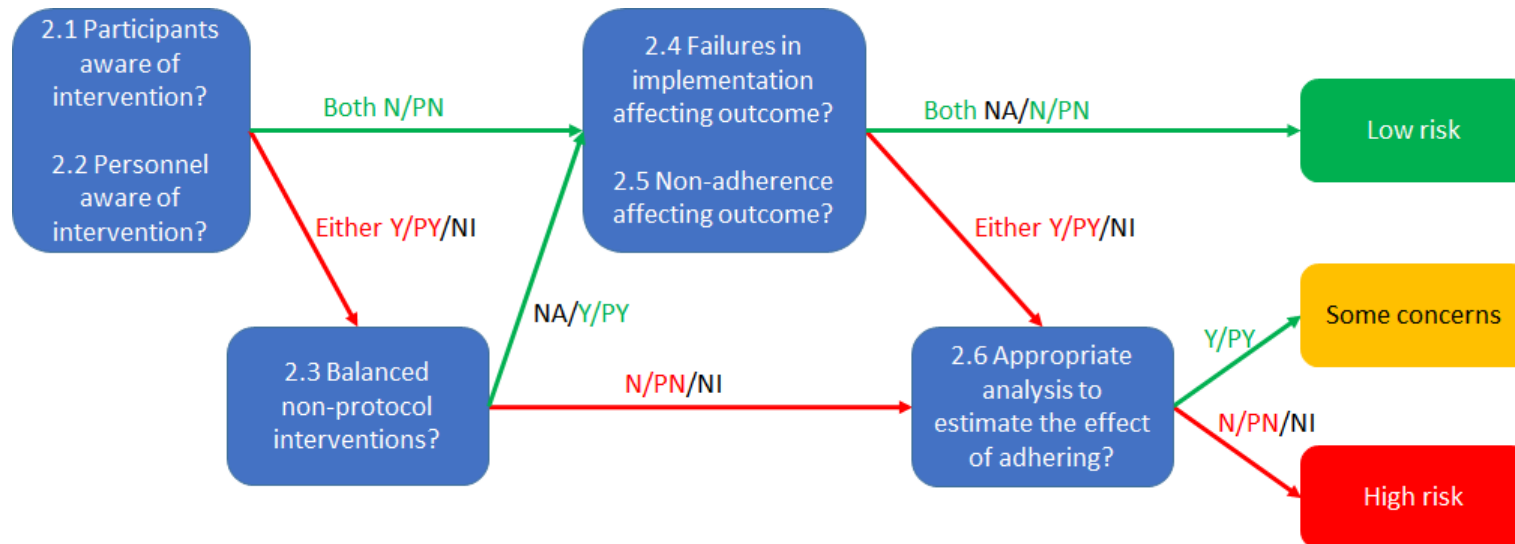 2.1 Participants
aware of
intervention?
2.2 Personnel
aware of
intervention?
Both N/PN
Either Y/PY/NI
2.3 Balanced
non-protocol
interventions?
NA/Y/PY
N/PN/NI
2.4 Failures in
implementation
affecting outcome?
2.5 Non-adherence
affecting outcome?
Both NA/N/PN
Either Y/PY/NI
2.6 Appropriate
analysis to
estimate the effect
of adhering?
Y/PY
N/PN/NI
Low risk
Some concerns
High risk